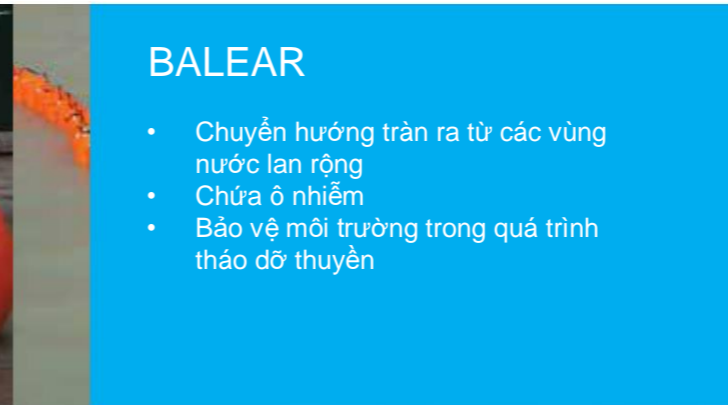 BALEAR
• Chuyển hướng tràn ra từ các vùng
nước lan rộng
• Chứa ô nhiễm
• Bảo vệ môi trường trong quá trình
tháo dỡ thuyền